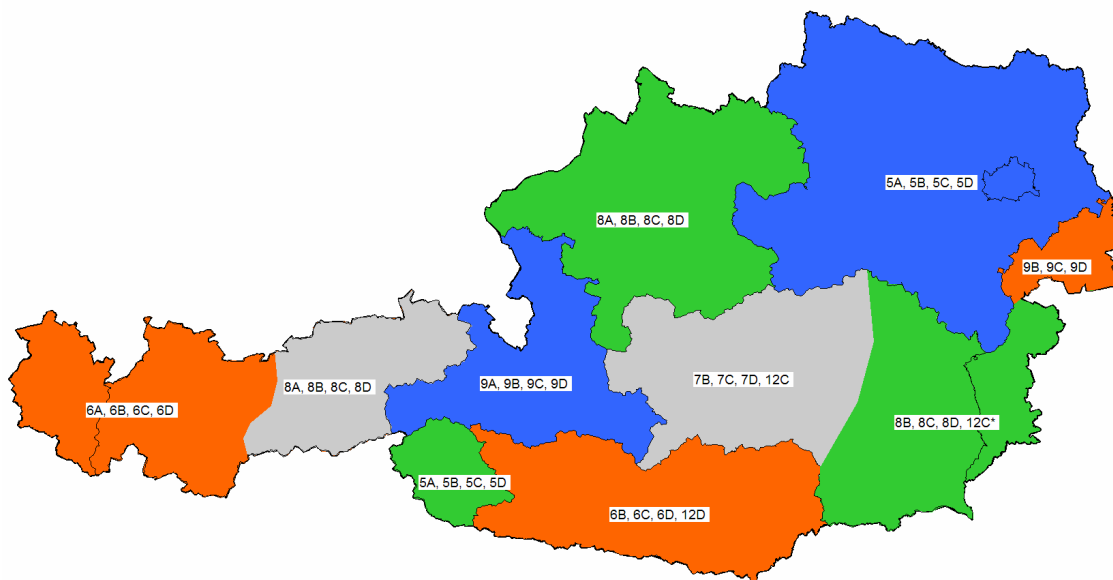 5A, 5B, 5C, 5D
8A, 8B, 8C, 8D
9B, 9C, 9D
8A, 8B, 8C, 8D
9A, 9B, 9C, 9D
7B, 7C, 7D, 12C
6A, 6B, 6C, 6D
8B, 8C, 8D, 12C*
5A, 5B, 5C, 5D
6B, 6C, 6D, 12D